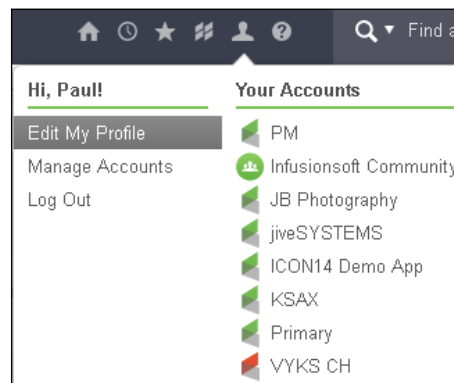 Find a
Hi, Paul!
Edit My Profile
Manage Accounts
Log Out
Your Accounts
PM
Infusionsoft Community
JB Photography
jiveSYSTEMS
ICON14 Demo App
KSAX
Primary
VYKS CH